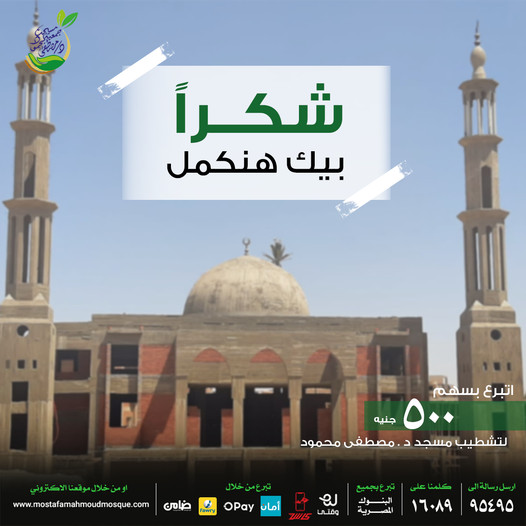 شكراً
بيك هنكمل
اتبرع بسهم
٥٠٠ جنيه
لتشطيب مسجد د . مصطفى محمود
ارسل رسالة الى
٩٥٤٩٥
كلمنا على
١٦٠٨٩
تبرع بجميع
البنوك
المصرية
تبرع من خلال
أمان
OPay
fawry
ضامن
او من خلال موقعنا الالكتروني
www.mostafamahmoudmosque.com